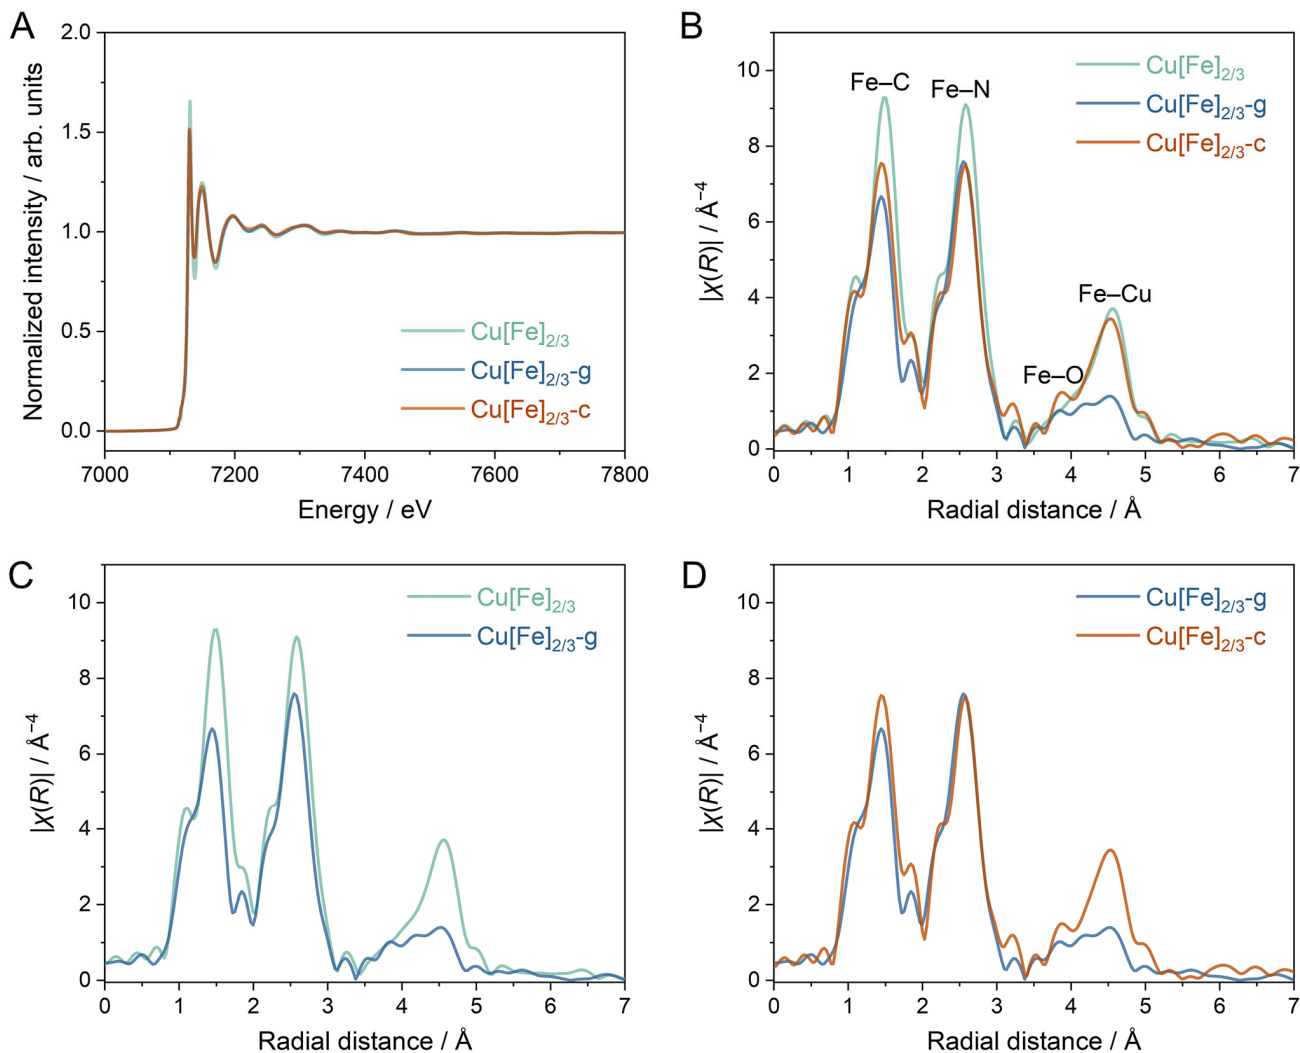 A
2.0
1.5
1.0
0.5
0.0
Normalized intensity / arb. units
Cu[Fe]2/3
Cu[Fe]2/3-g
Cu[Fe]2/3-c
7000 7200 7400 7600 7800
Energy / eV
B
10
8
6
4
2
0
|χ(R)| / Å−4
Fe–C Fe–N
Fe–O
Fe–Cu
Cu[Fe]2/3
Cu[Fe]2/3-g
Cu[Fe]2/3-c
0 1 2 3 4 5 6 7
Radial distance / Å
C
10
8
6
4
2
0
|χ(R)| / Å−4
Cu[Fe]2/3
Cu[Fe]2/3-g
0 1 2 3 4 5 6 7
Radial distance / Å
D
10
8
6
4
2
0
|χ(R)| / Å−4
Cu[Fe]2/3-g
Cu[Fe]2/3-c
0 1 2 3 4 5 6 7
Radial distance / Å